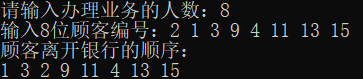 请输入办理业务的人数：8
输入8位顾客编号：2 1 3 9 4 11 13 15
顾客离开银行的顺序：
1 3 2 9 11 4 13 15